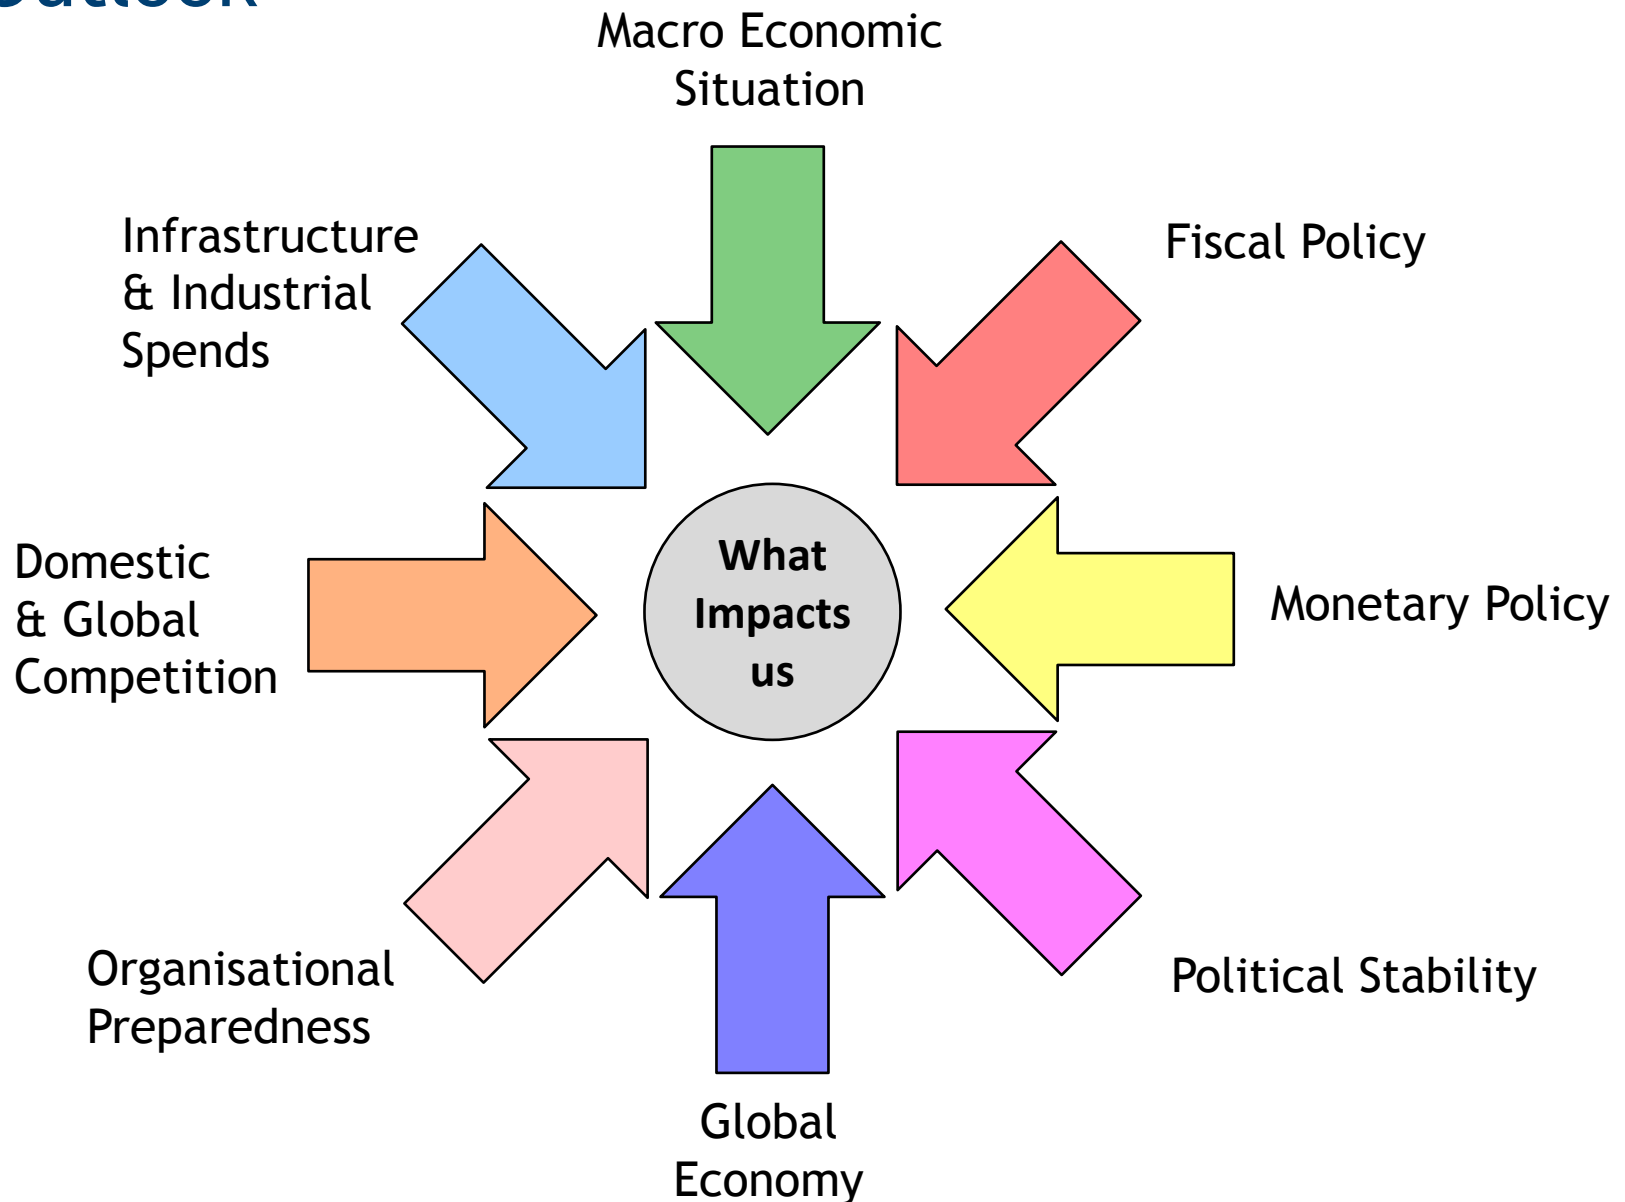 Outlook
Macro Economic
Situation
Infrastructure
& Industrial
Spends
Fiscal Policy
Domestic
& Global
Competition
What
Impacts
us
Monetary Policy
Organisational
Preparedness
Political Stability
Global
Economy